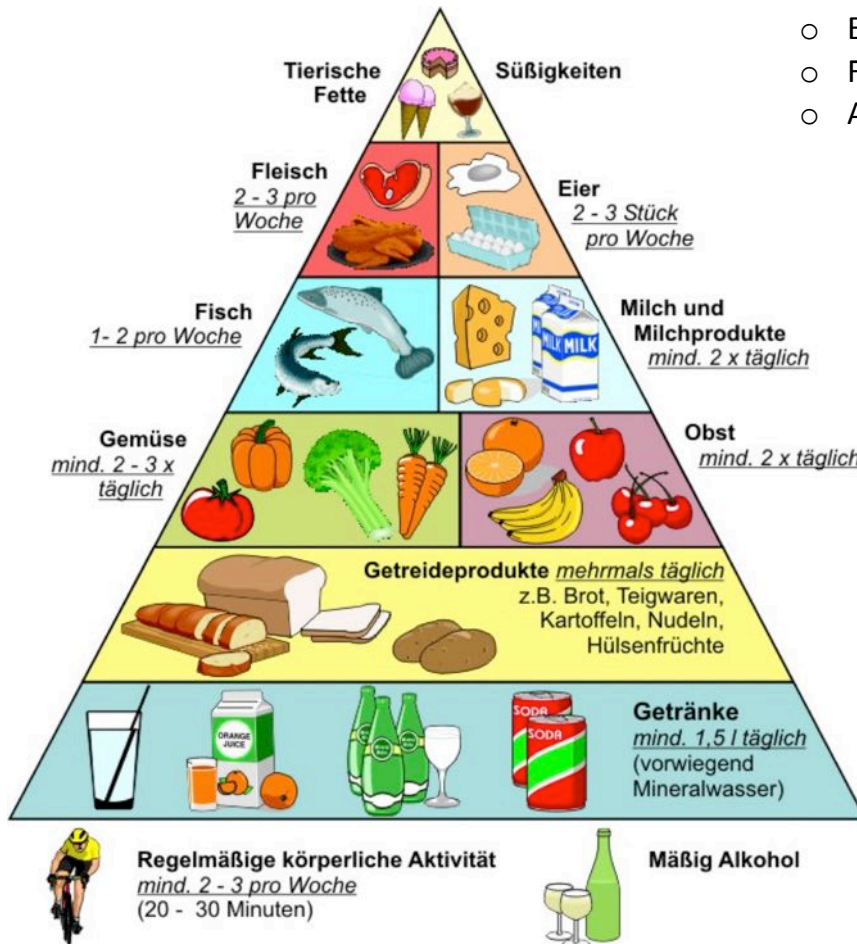 Tierische
Fette
Süßigkeiten
Fleisch
2 - 3 pro
Woche
Eier
2 - 3 Stück
pro Woche
Fisch
1- 2 pro Woche
Milch und
Milchprodukte
mind. 2 x täglich
MILK
MILK
Gemüse
mind. 2 - 3 x
täglich
Obst
mind. 2 x täglich
Getreideprodukte mehrmals täglich
z.B. Brot, Teigwaren,
Kartoffeln, Nudeln,
Hülsenfrüchte
ORANGE
JUICE
SODA
SODA
Getränke
mind. 1,5 l täglich
(vorwiegend
Mineralwasser)
Regelmäßige körperliche Aktivität
mind. 2 - 3 pro Woche
(20 - 30 Minuten)
Mäßig Alkohol